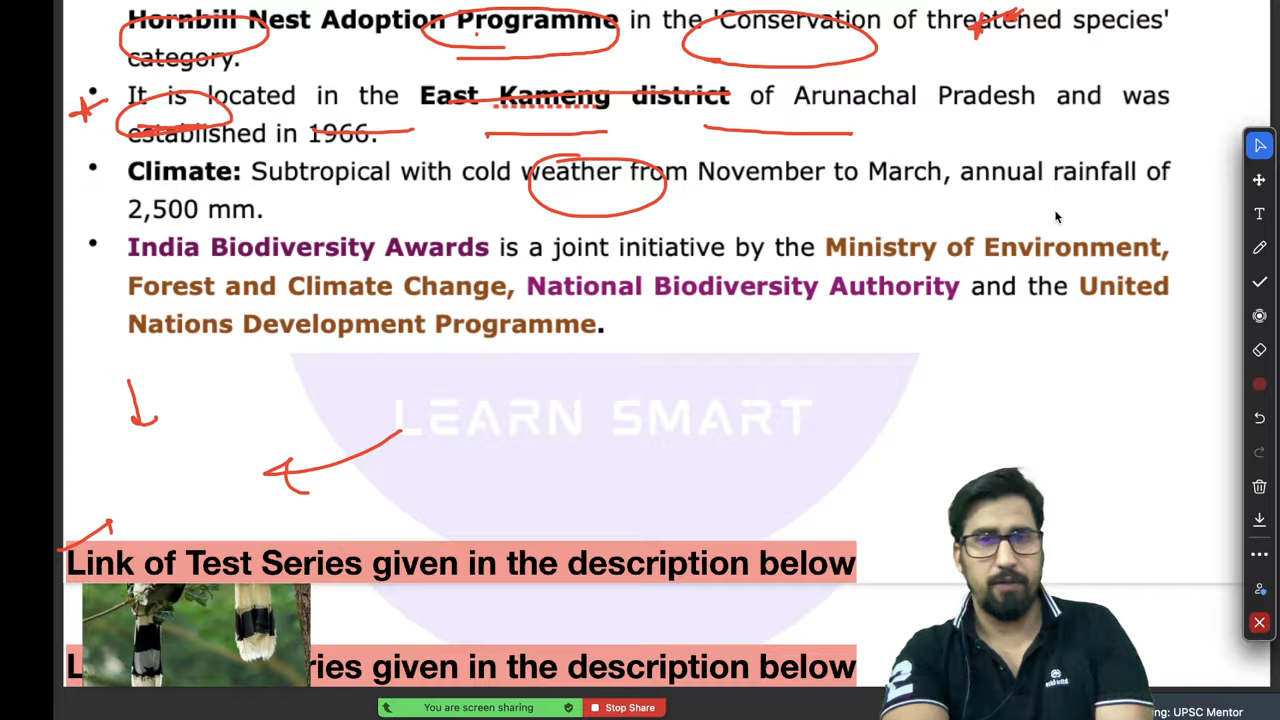 Hornbill Nest Adoption Programme in the 'Conservation of threatened species'
category.
• It is located in the East Kameng district of Arunachal Pradesh and was
established in 1966.
• Climate: Subtropical with cold weather from November to March, annual rainfall of
2,500 mm.
• India Biodiversity Awards is a joint initiative by the Ministry of Environment,
Forest and Climate Change, National Biodiversity Authority and the United
Nations Development Programme.
LEARN SMART
Link of Test Series given in the description below
L ries given in the description below
You are screen sharing Stop Share
ing: UPSC Mentor